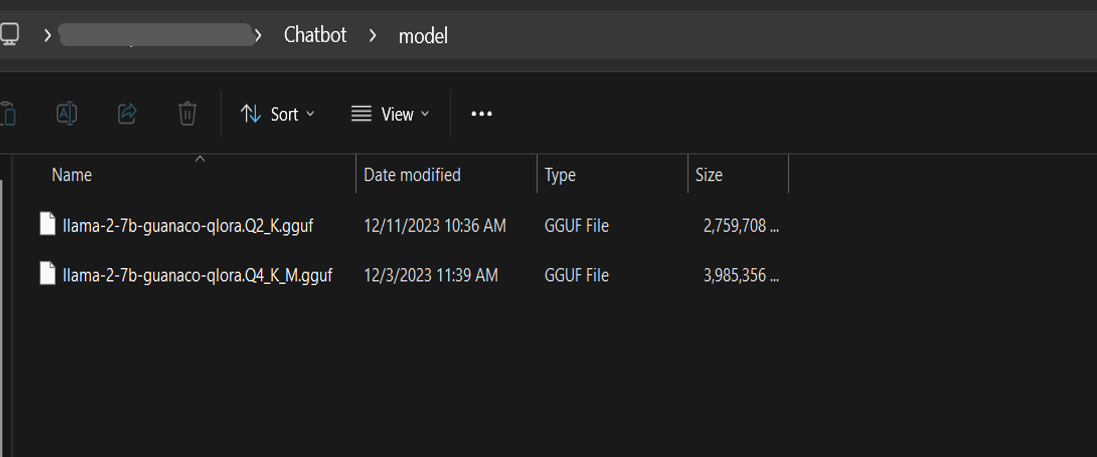 Chatbot > model
Sort View
Name Date modified Type Size
llama-2-7b-guanaco-qlora.Q2_K.gguf 12/11/2023 10:36 AM GGUF File 2,759,708 ...
llama-2-7b-guanaco-qlora.Q4_K_M.gguf 12/3/2023 11:39 AM GGUF File 3,985,356 ...